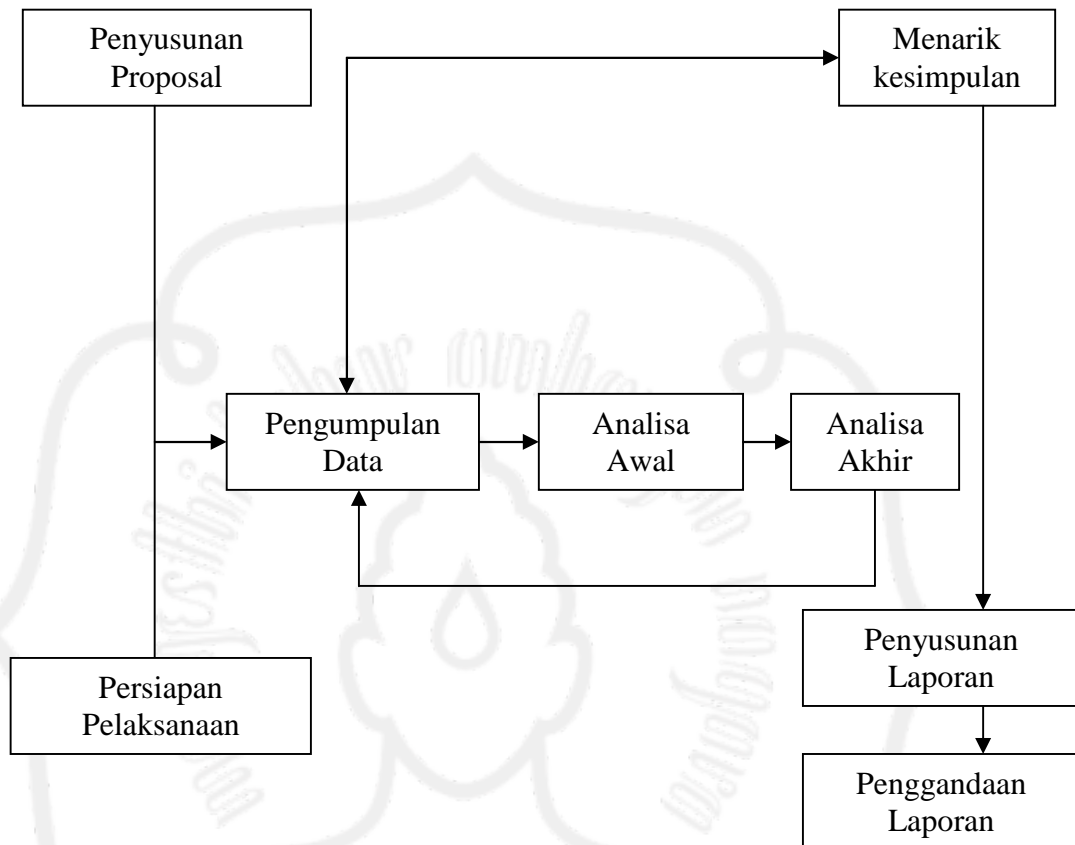 Penyusunan
Proposal
Menarik
kesimpulan
Pengumpulan
Data
Analisa
Awal
Analisa
Akhir
Persiapan
Pelaksanaan
Penyusunan
Laporan
Penggandaan
Laporan